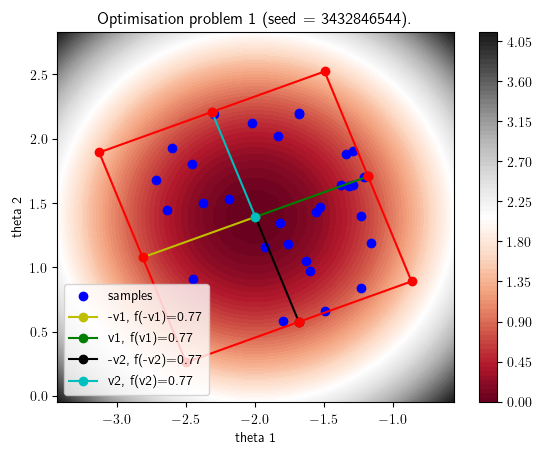 Optimisation problem 1 (seed = 3432846544).
theta 2
2.5
2.0
1.5
1.0
0.5
0.0
samples
-v1, f(-v1)=0.77
v1, f(v1)=0.77
-v2, f(-v2)=0.77
v2, f(v2)=0.77
−3.0 −2.5 −2.0 −1.5 −1.0
theta 1
4.05
3.60
3.15
2.70
2.25
1.80
1.35
0.90
0.45
0.00